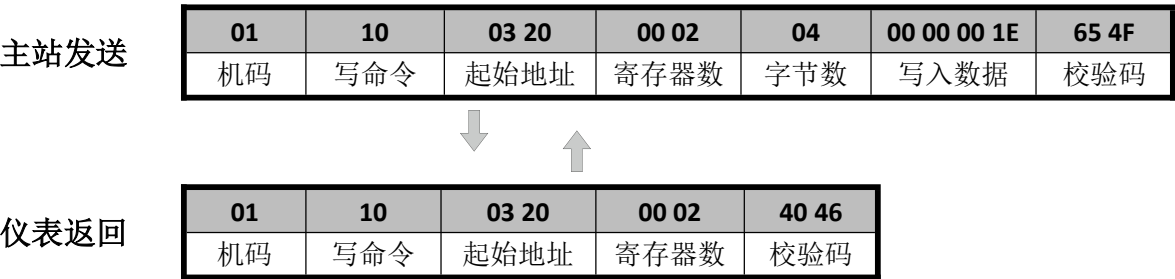 主站发送
01 10 03 20 00 02 04 00 00 00 1E 65 4F
机码 写命令 起始地址 寄存器数 字节数 写入数据 校验码
仪表返回
01 10 03 20 00 02 40 46
机码 写命令 起始地址 寄存器数 校验码